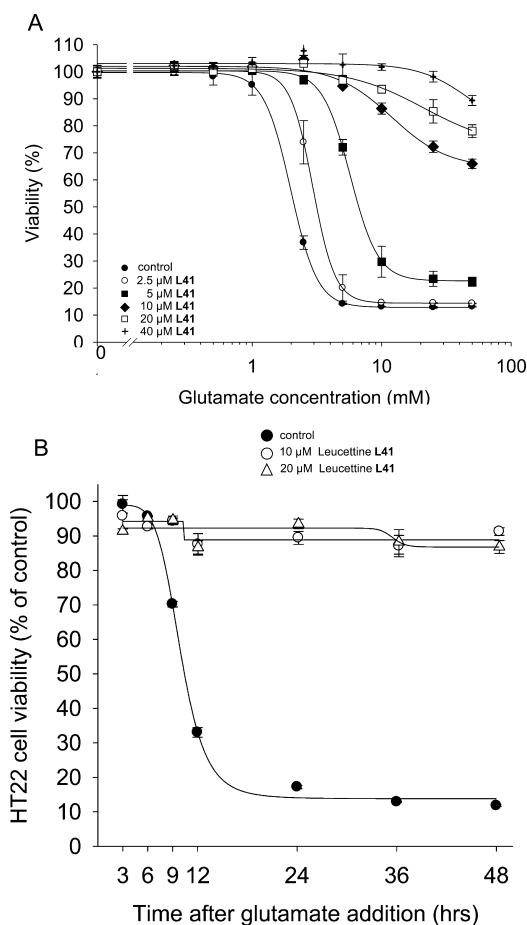 A
110
100
90
80
70
60
50
40
30
20
10
0
Viability (%)
control
2.5 µM L41
5 µM L41
10 µM L41
20 µM L41
40 µM L41
0 1 10 100
Glutamate concentration (mM)
B
control
10 µM Leucettine L41
20 µM Leucettine L41
100
90
80
70
60
50
40
30
20
10
0
HT22 cell viability (% of control)
3 6 9 12 24 36 48
Time after glutamate addition (hrs)